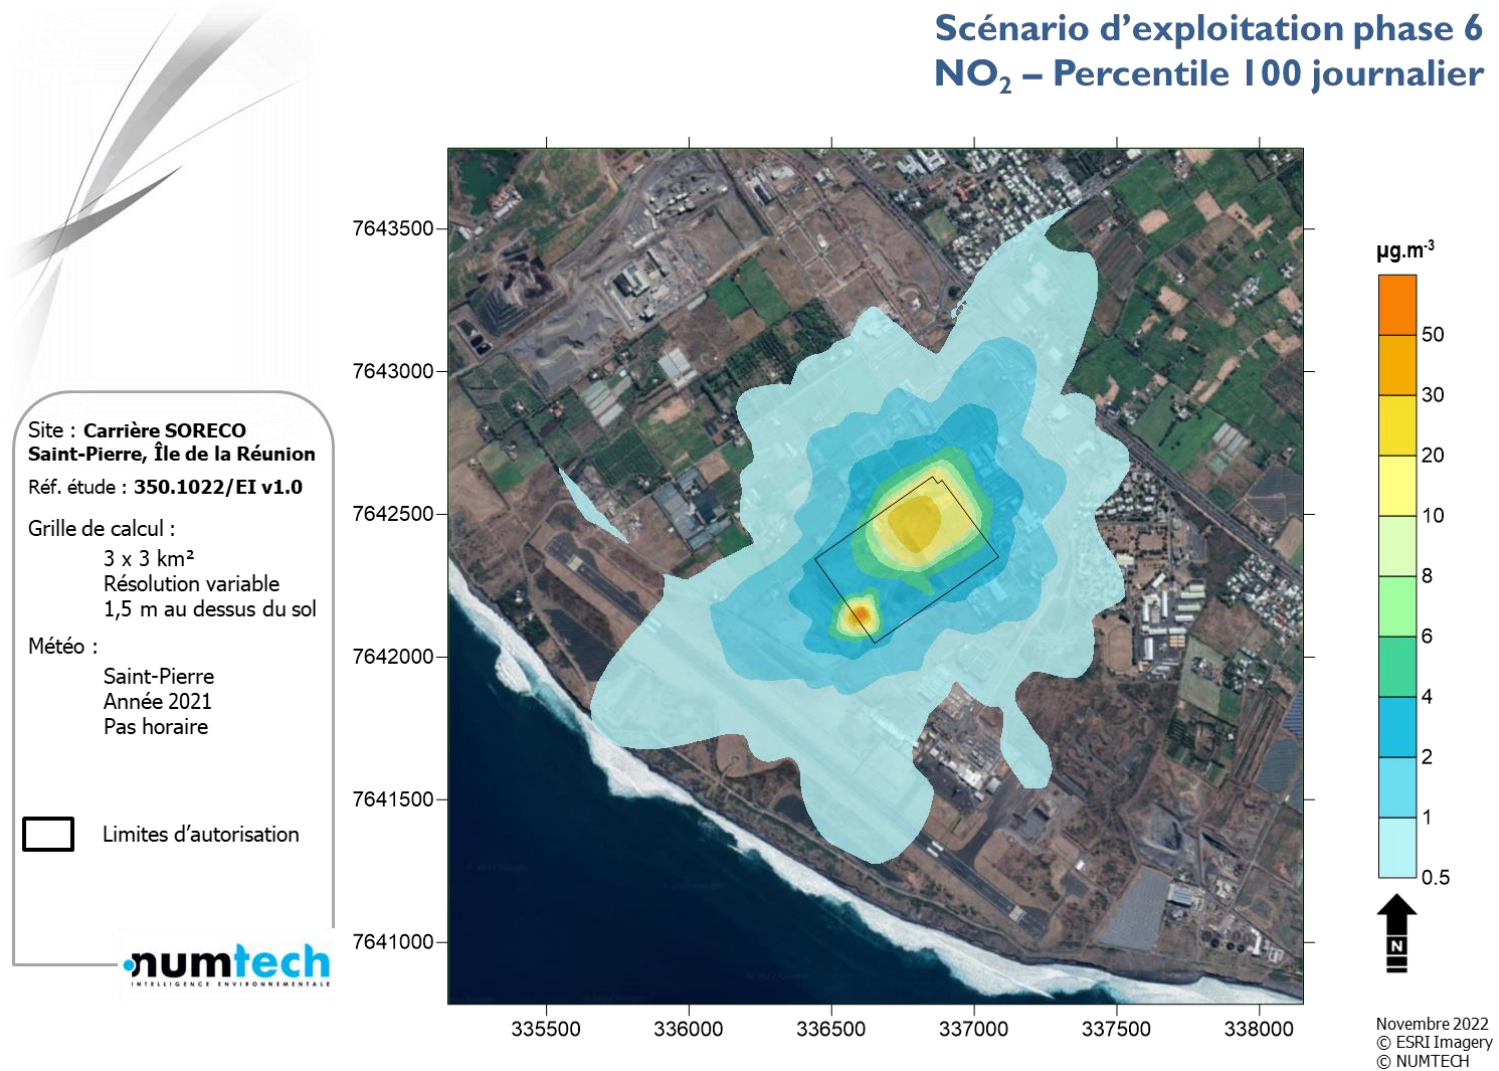 Scénario d’exploitation phase 6
NO₂ – Percentile 100 journalier
Site : Carrière SORECO
Saint-Pierre, Île de la Réunion
Réf. étude : 350.1022/EI v1.0
Grille de calcul :
3 x 3 km²
Résolution variable
1,5 m au dessus du sol
Météo :
Saint-Pierre
Année 2021
Pas horaire
Limites d’autorisation
numtech
INTELLIGENCE ENVIRONNEMENTALE
7643500
7643000
7642500
7642000
7641500
7641000
335500
336000
336500
337000
337500
338000
µg.m⁻³
50
30
20
10
8
6
4
2
1
0.5
N
Novembre 2022
© ESRI Imagery
© NUMTECH